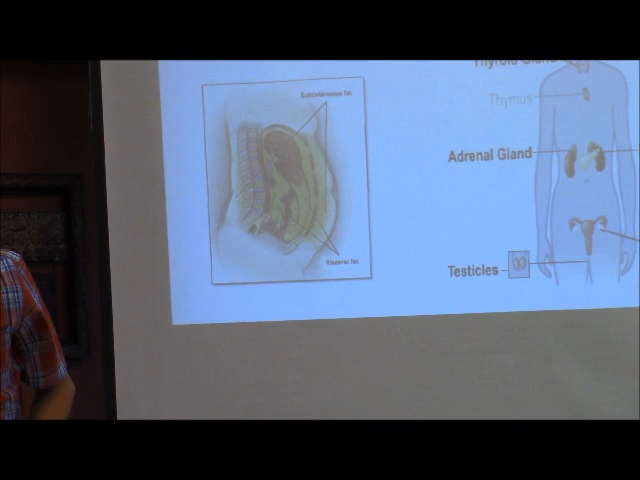 Subcutaneous fat
Visceral fat
Thyroid Gland
Thymus
Adrenal Gland
Testicles